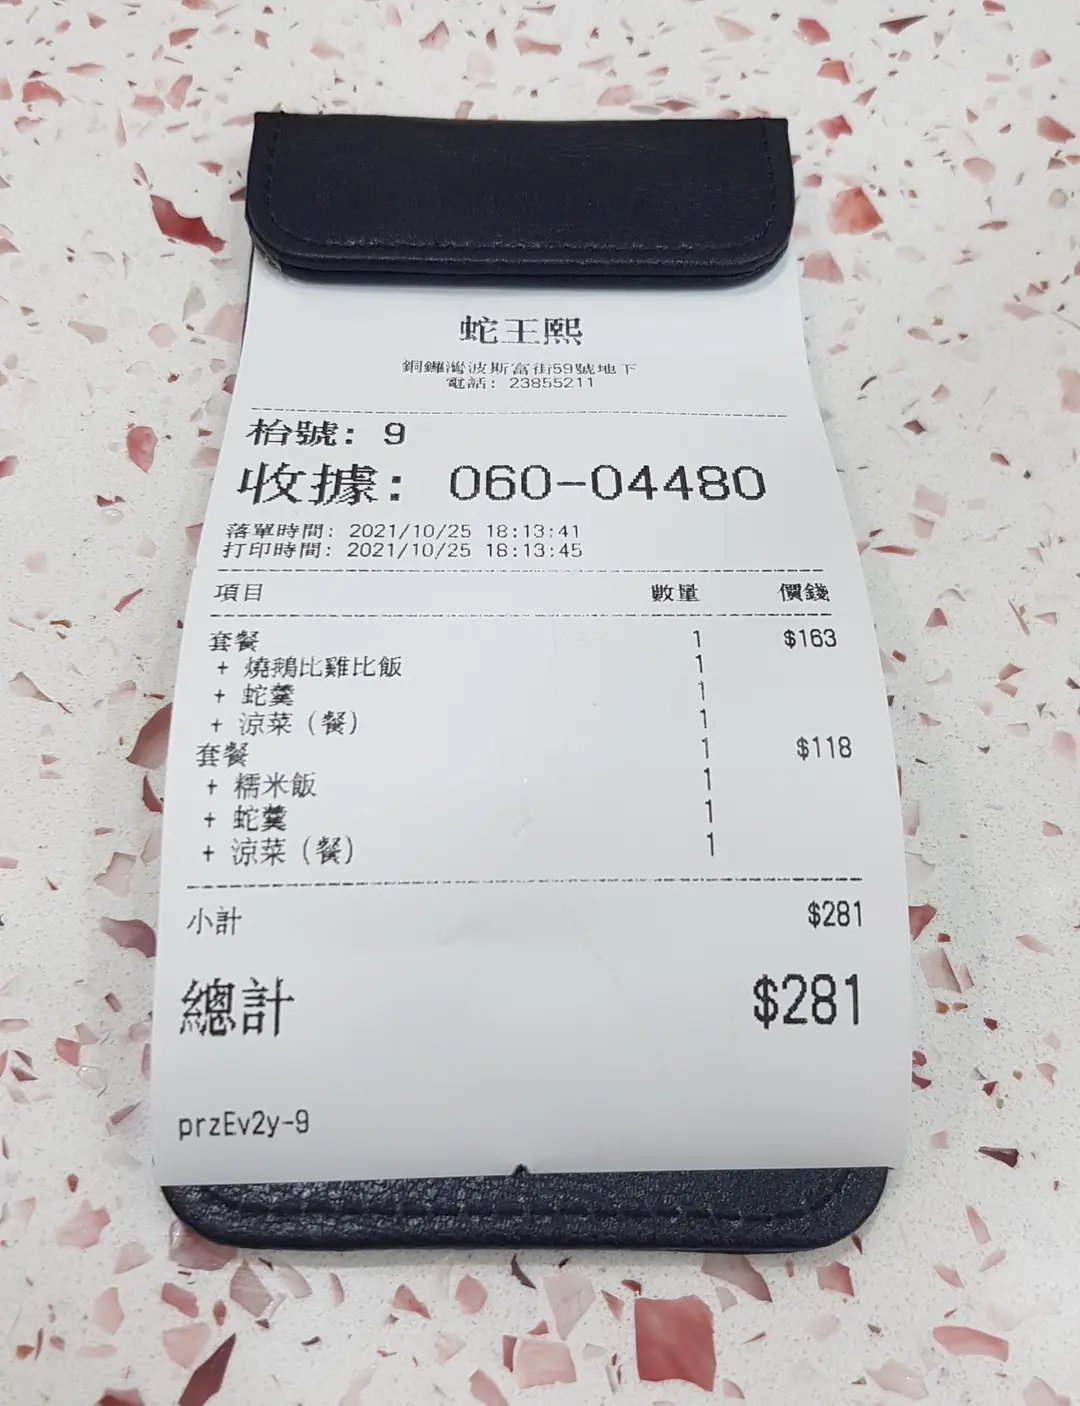 蛇王熙
銅鑼灣波斯富街59號地下
電話: 23855211
枱號: 9
收據: 060-04480
落單時間: 2021/10/25 18:13:41
打印時間: 2021/10/25 18:13:45
項目 數量 價錢
套餐 1 $163
+ 燒鵝比雞比飯 1
+ 蛇羹 1
+ 涼菜 (餐) 1
套餐 1 $118
+ 糯米飯 1
+ 蛇羹 1
+ 涼菜 (餐) 1
小計 $281
總計 $281
przEv2y-9